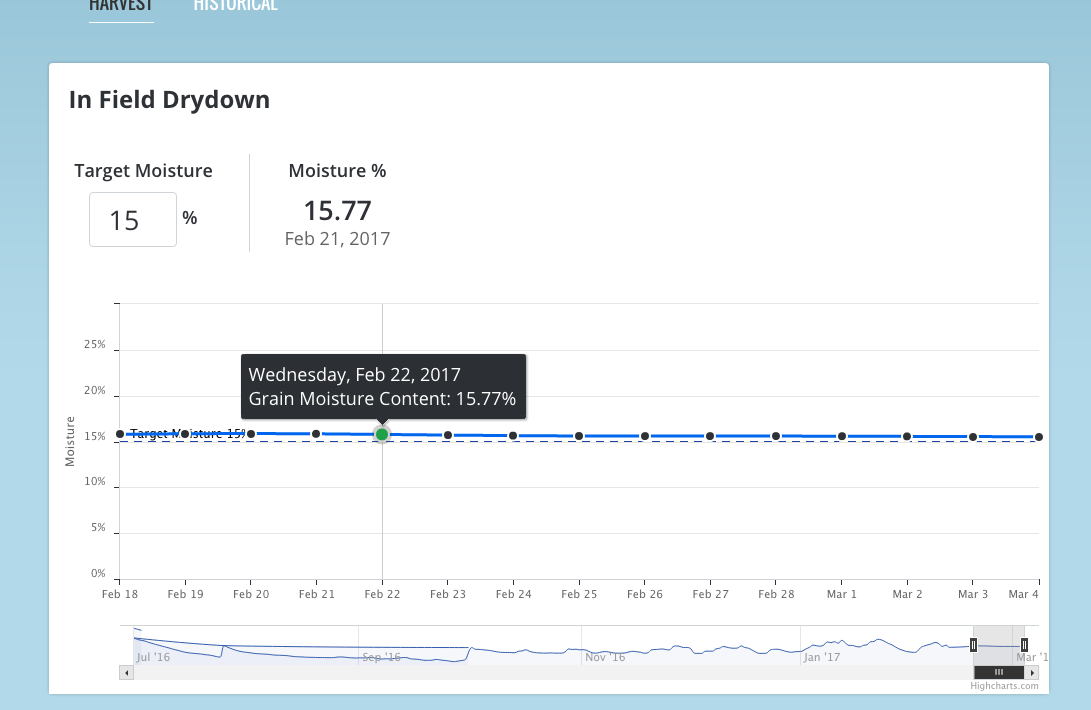 HARVEST HISTORICAL
In Field Drydown
Target Moisture Moisture %
15 % 15.77
Feb 21, 2017
25%
Wednesday, Feb 22, 2017
Grain Moisture Content: 15.77%
20%
Target Moisture 15%
15%
Moisture
10%
5%
0%
Feb 18 Feb 19 Feb 20 Feb 21 Feb 22 Feb 23 Feb 24 Feb 25 Feb 26 Feb 27 Feb 28 Mar 1 Mar 2 Mar 3 Mar 4
Jul '16 Sep '16 Nov '16 Jan '17 Mar '1
Highcharts.com